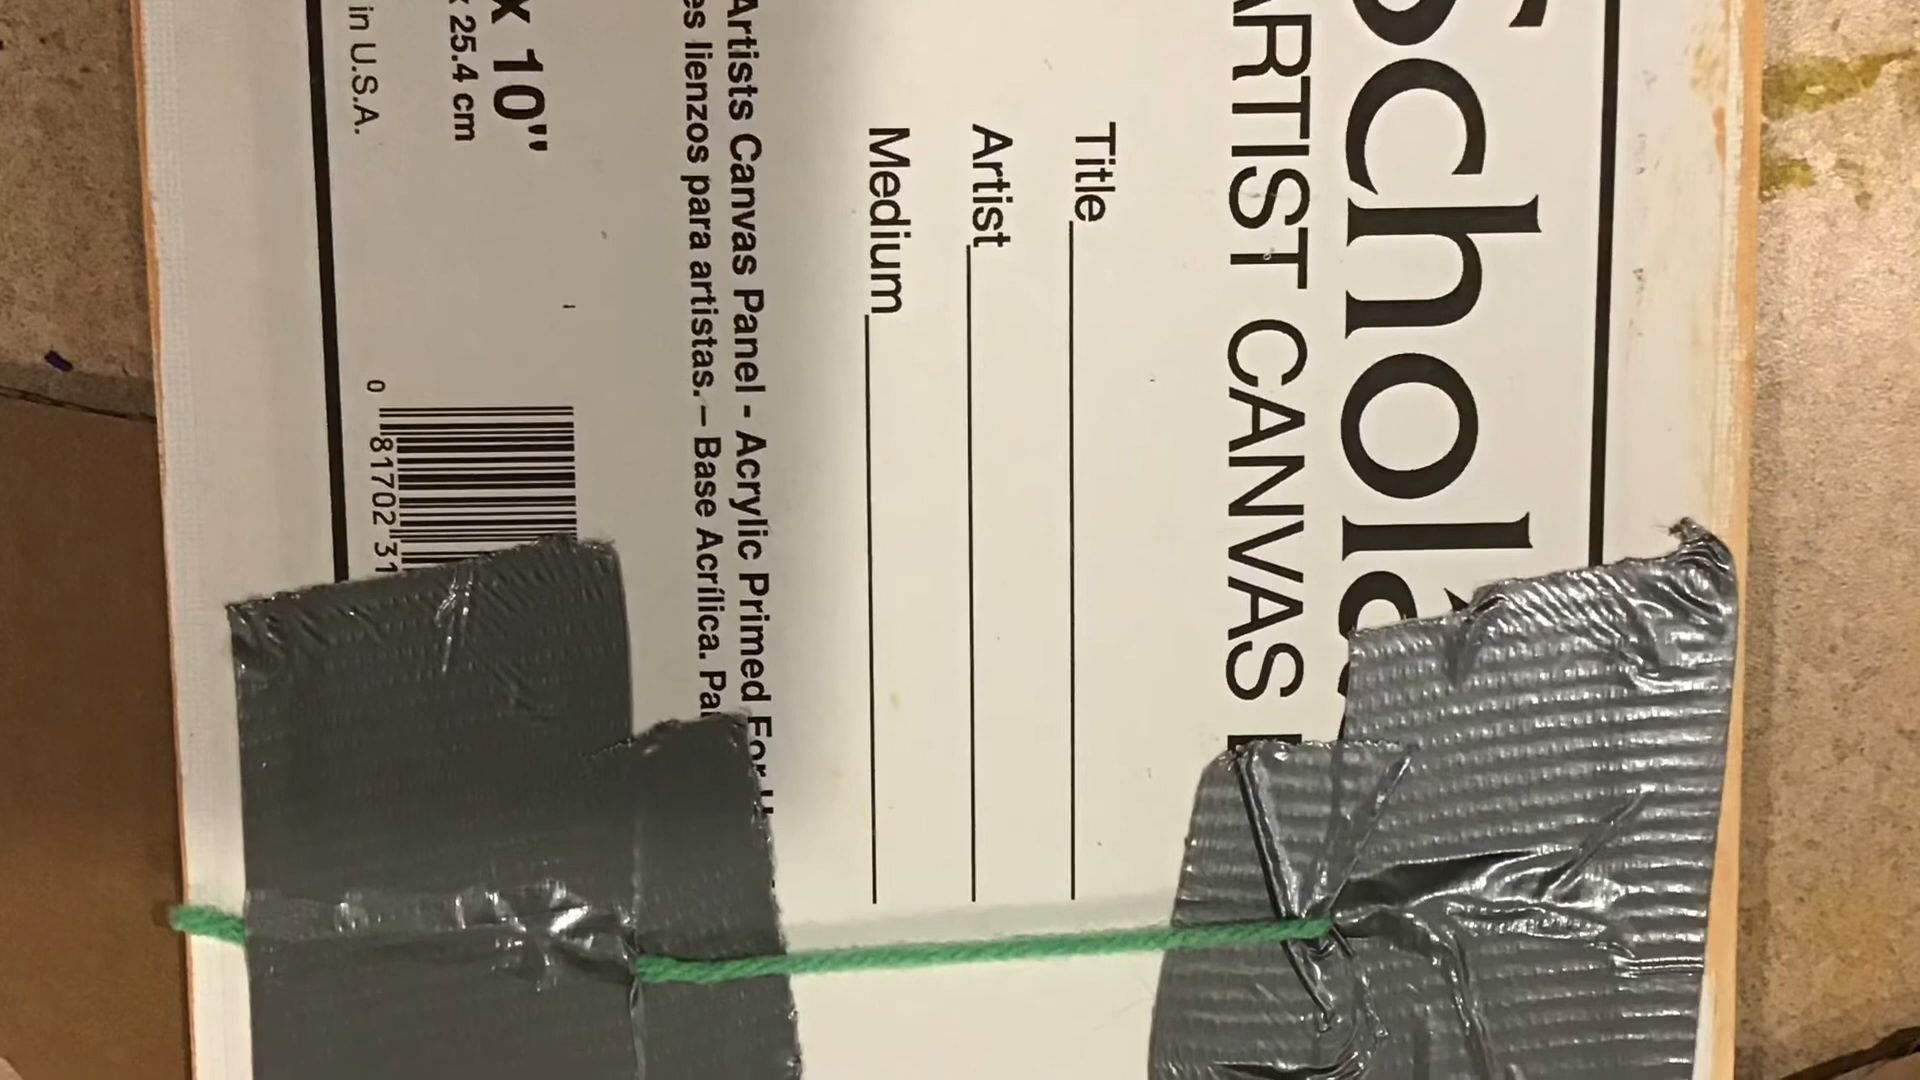 Schola
ARTIST CANVAS
Title
Artist
Medium
Artists Canvas Panel - Acrylic Primed For
es lienzos para artistas. – Base Acrílica. Pa
x 10"
x 25.4 cm
in U.S.A.
0 81702 31